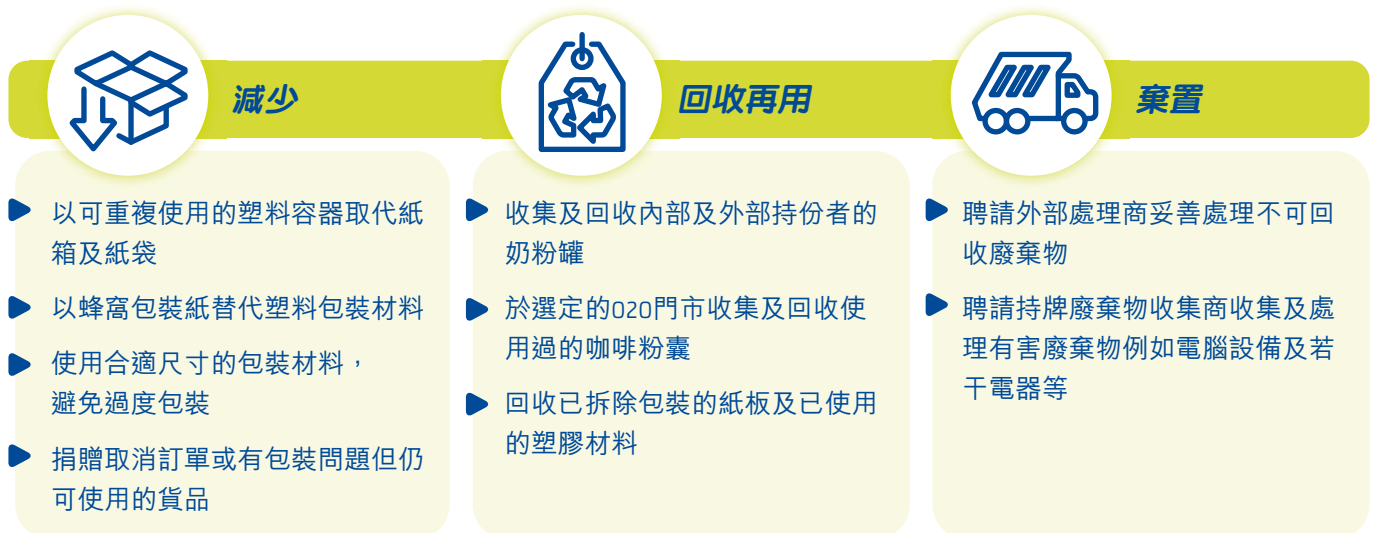 減少
以可重複使用的塑料容器取代紙
箱及紙袋
以蜂窩包裝紙替代塑料包裝材料
使用合適尺寸的包裝材料，
避免過度包裝
捐贈取消訂單或有包裝問題但仍
可使用的貨品
回收再用
收集及回收內部及外部持份者的
奶粉罐
於選定的O2O門市收集及回收使
用過的咖啡粉囊
回收已拆除包裝的紙板及已使用
的塑膠材料
棄置
聘請外部處理商妥善處理不可回
收廢棄物
聘請持牌廢棄物收集商收集及處
理有害廢棄物例如電腦設備及若
干電器等